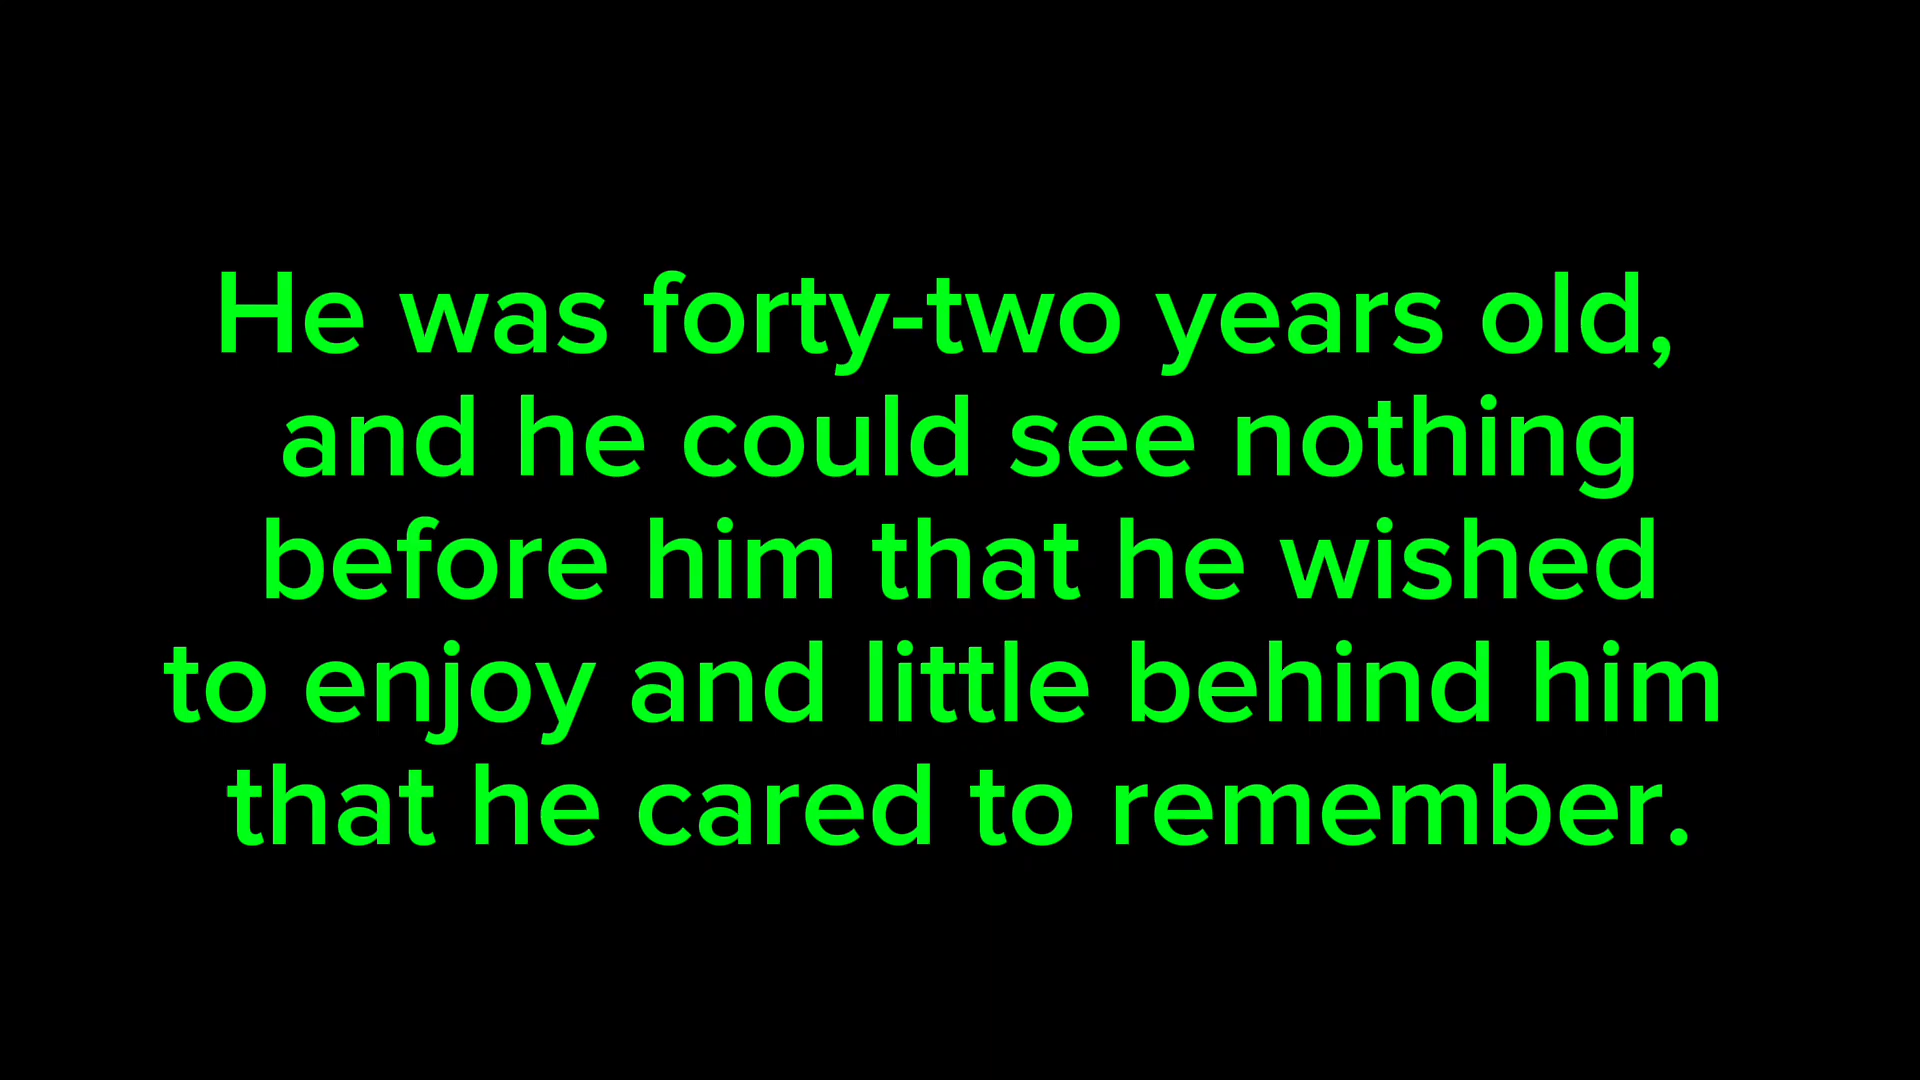 He was forty-two years old,
and he could see nothing
before him that he wished
to enjoy and little behind him
that he cared to remember.